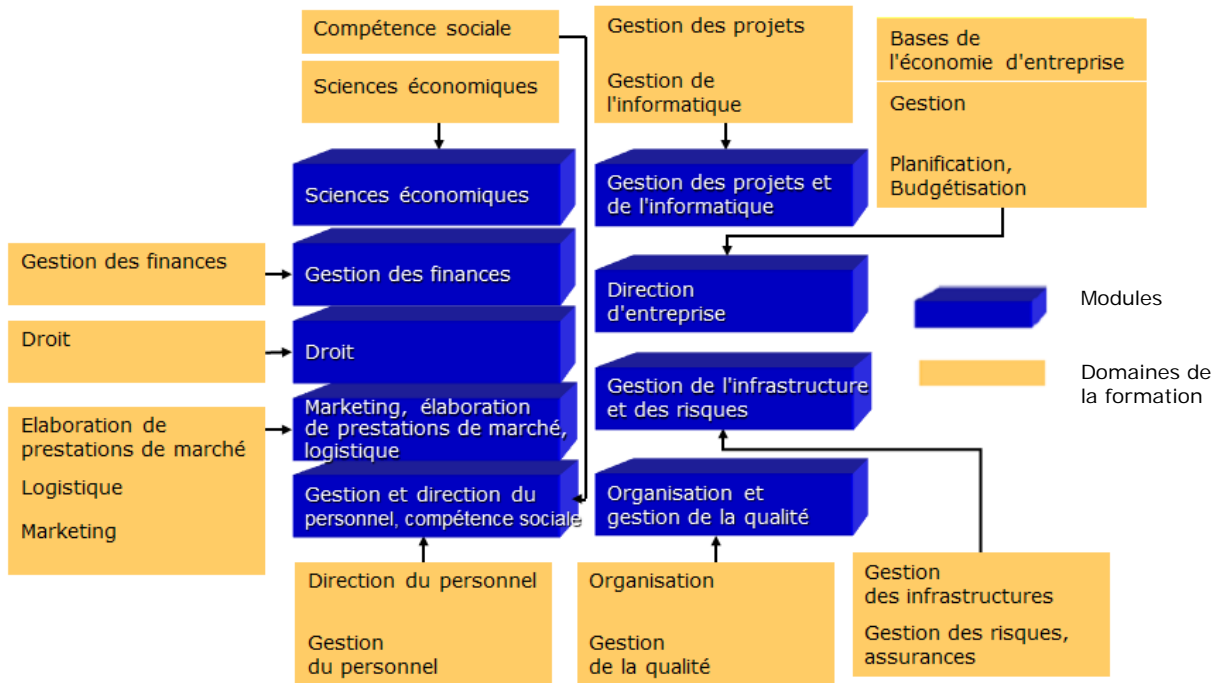 Compétence sociale
Sciences économiques
Gestion des projets
Gestion de
l'informatique
Bases de
l'économie d'entreprise
Gestion
Planification,
Budgétisation
Sciences économiques
Gestion des projets et
de l'informatique
Gestion des finances
Gestion des finances
Direction
d'entreprise
Modules
Droit
Droit
Gestion de l'infrastructure
et des risques
Domaines de
la formation
Elaboration de
prestations de marché
Logistique
Marketing
Marketing, élaboration
de prestations de marché,
logistique
Gestion et direction du
personnel, compétence sociale
Organisation et
gestion de la qualité
Direction du personnel
Gestion
du personnel
Organisation
Gestion
de la qualité
Gestion
des infrastructures
Gestion des risques,
assurances